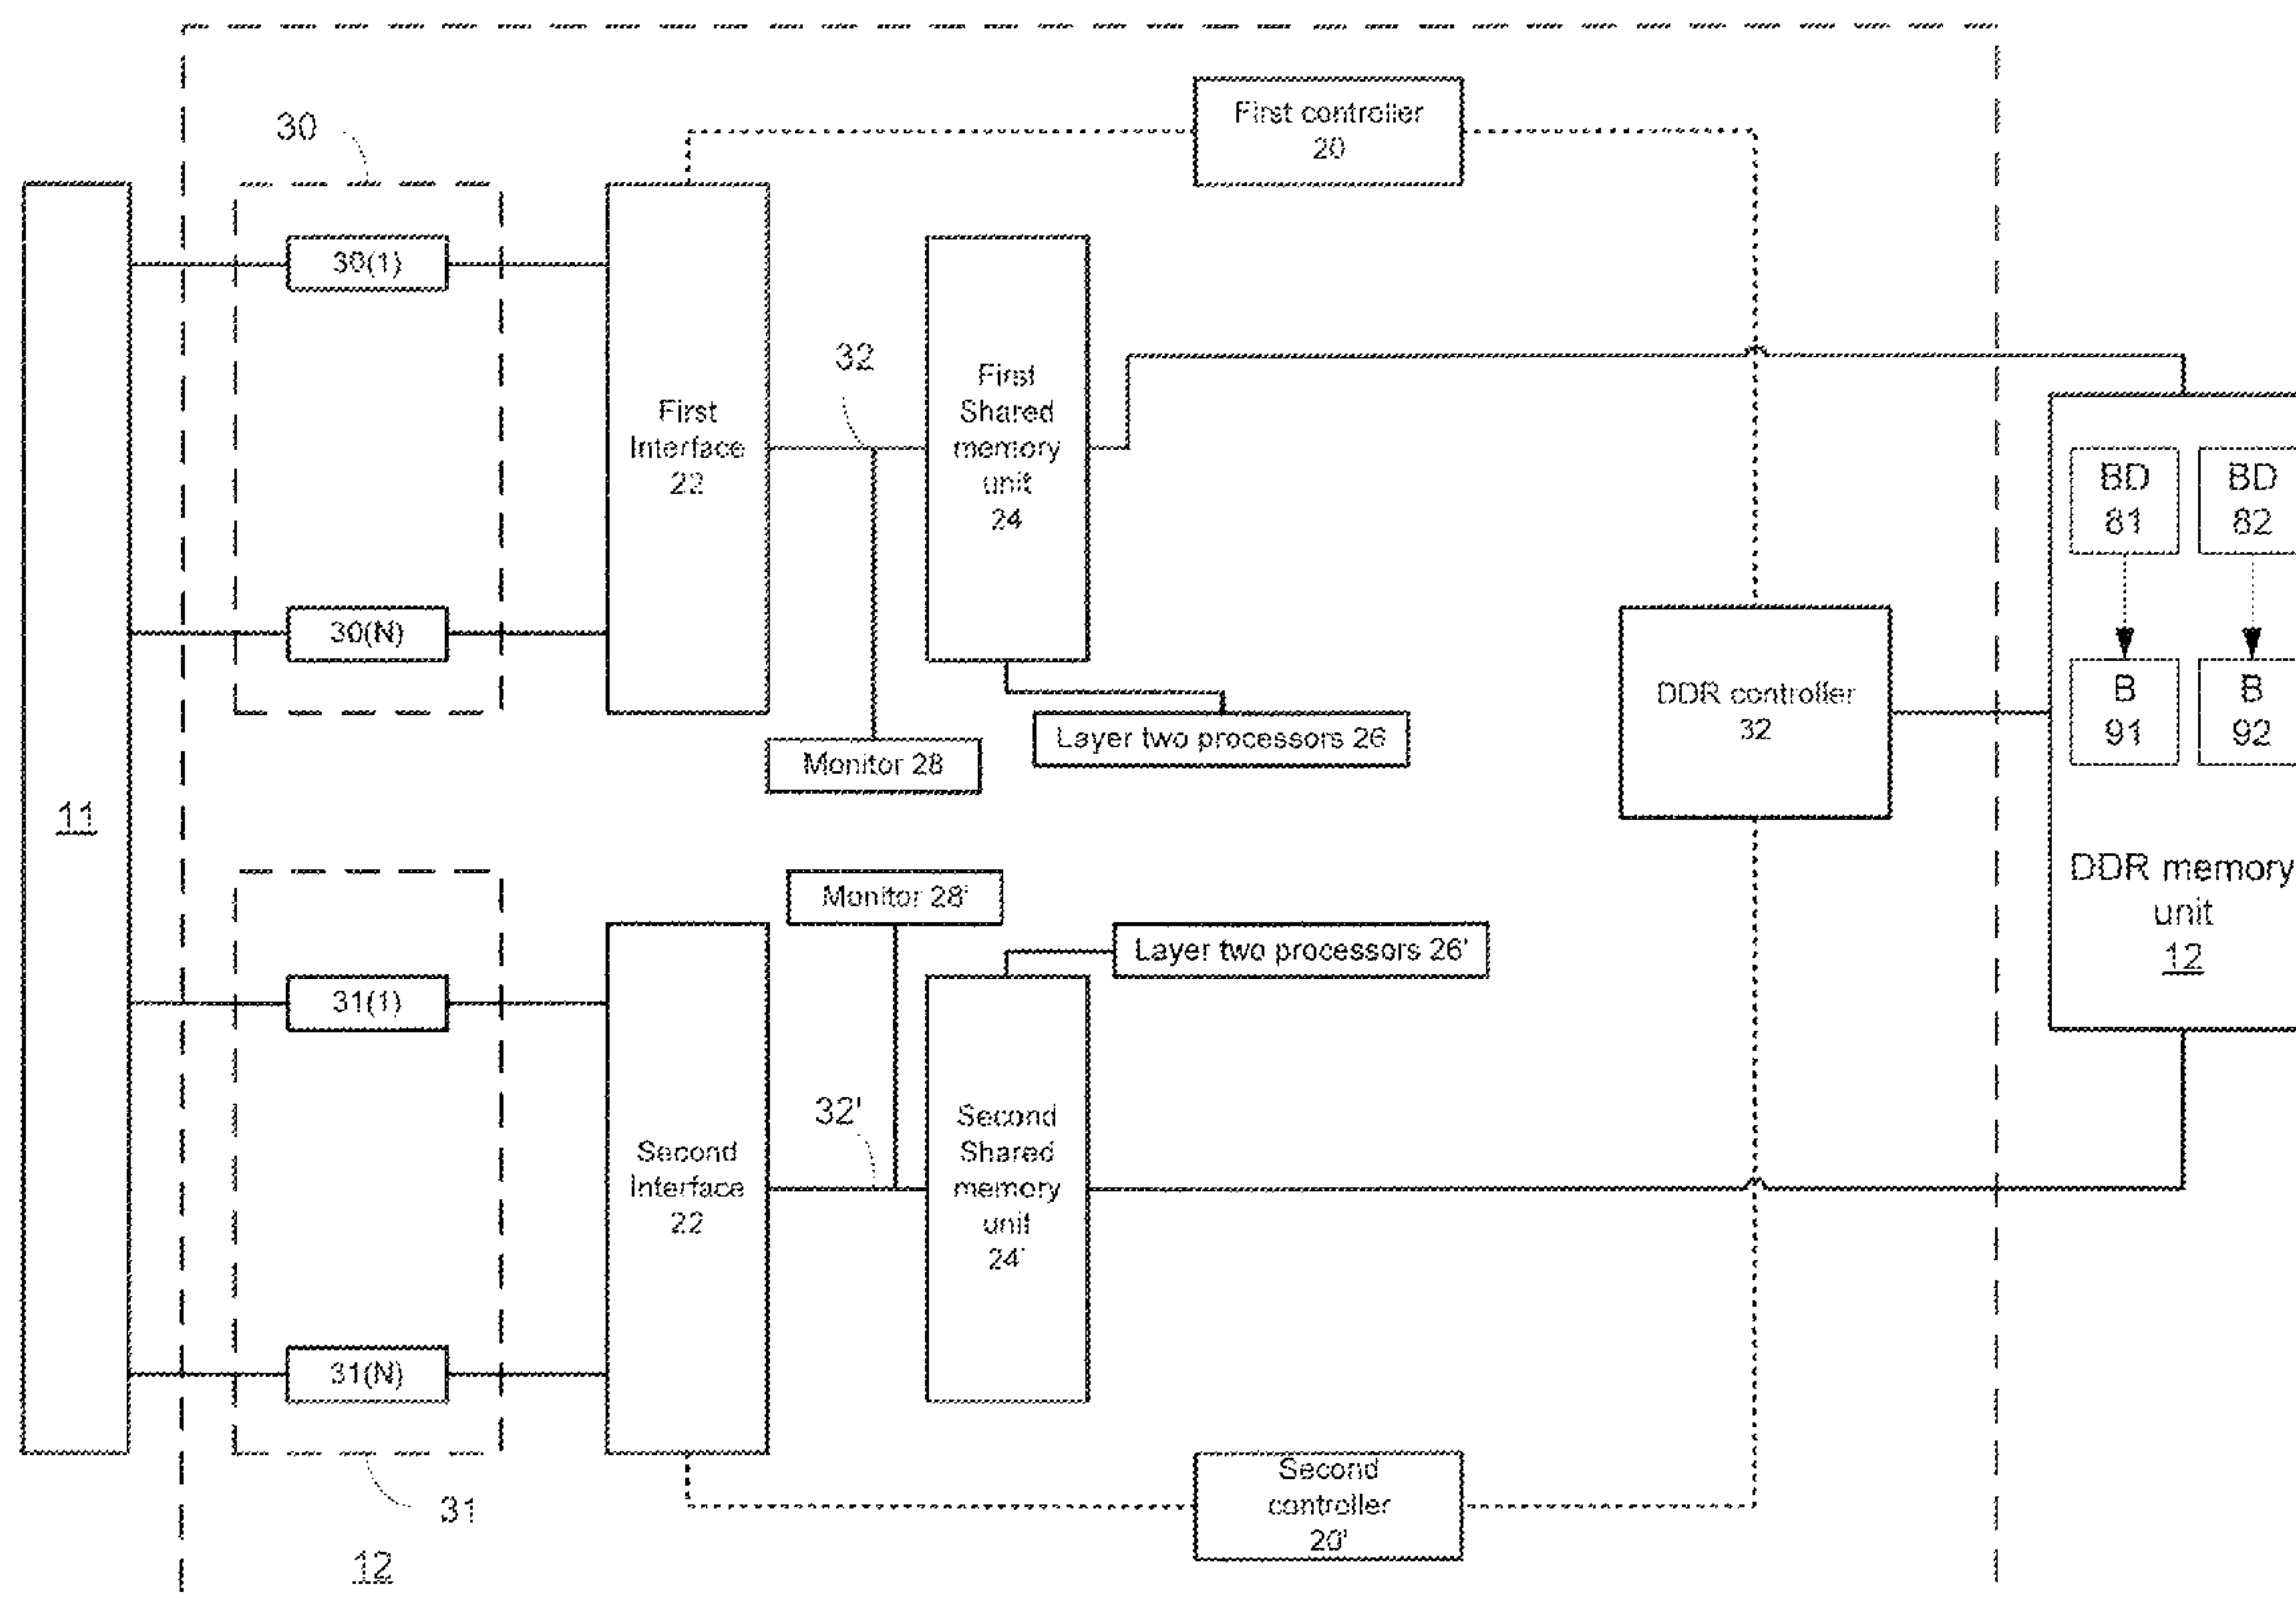 First controller
20
30
30(1)
32
First
Interface
22
First
Shared
memory
unit
24
BD
81
BD
82
30(N)
B
91
B
92
DDR controller
32
Layer two processors 26
Monitor 28
11
DDR memory
unit
12
Monitor 28'
Layer two processors 26'
31(1)
32'
Second
Interface
22
Second
Shared
memory
unit
24'
31(N)
31
Second
controller
20'
12